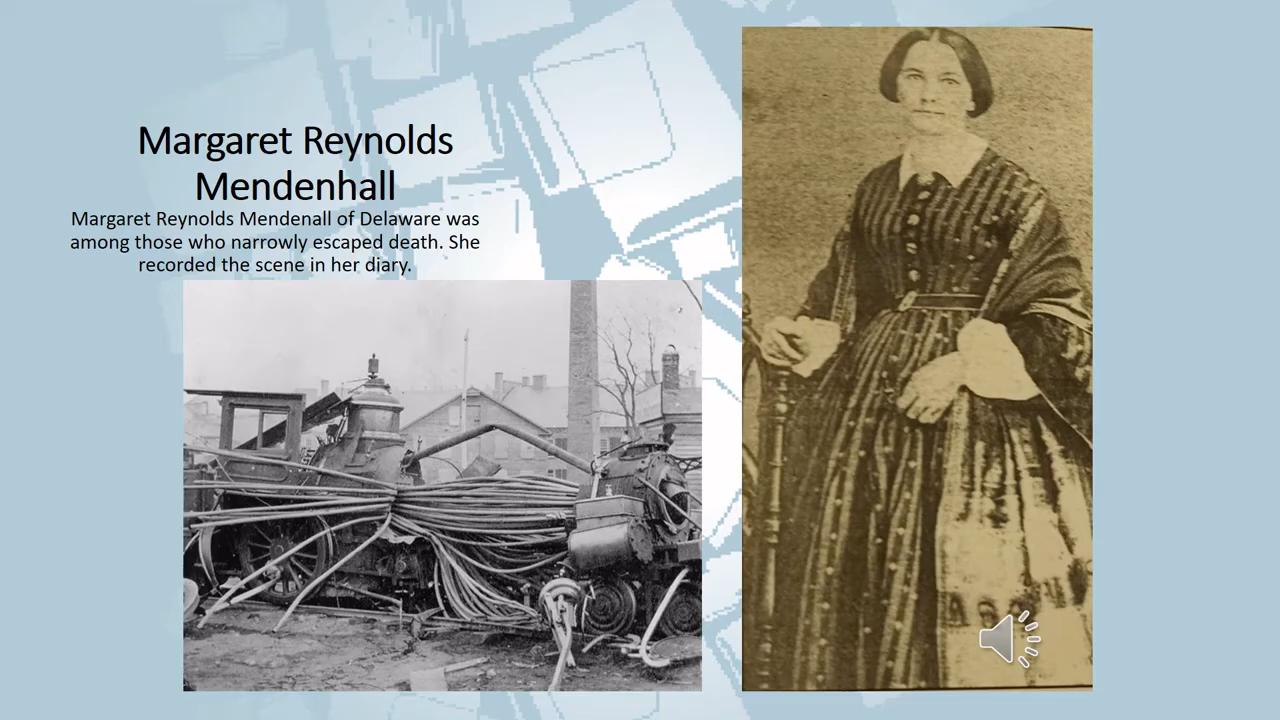 Margaret Reynolds
Mendenhall
Margaret Reynolds Mendenall of Delaware was
among those who narrowly escaped death. She
recorded the scene in her diary.